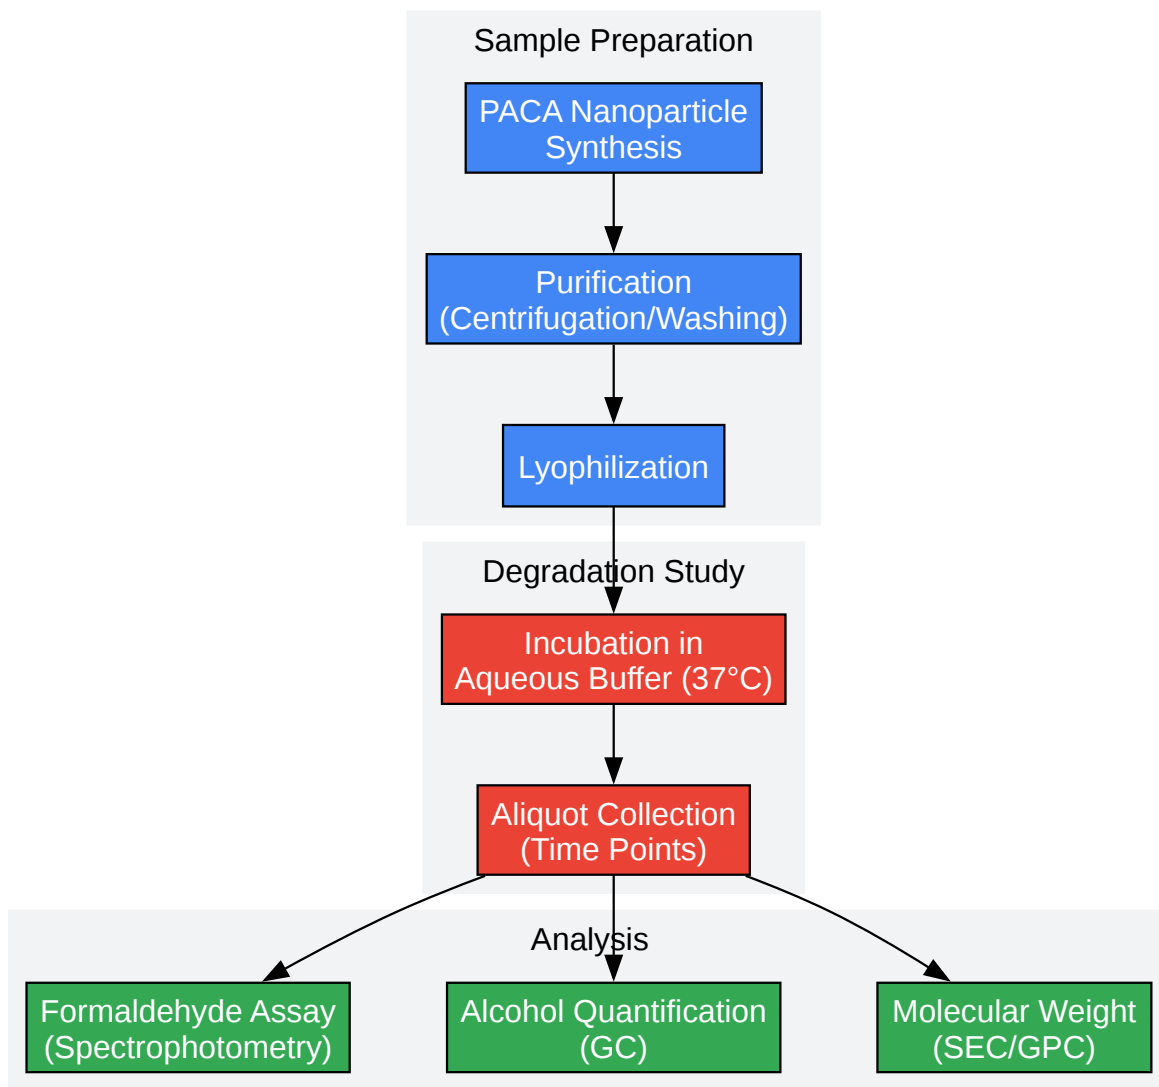 Sample Preparation
PACA Nanoparticle
Synthesis
Purification
(Centrifugation/Washing)
Lyophilization
Degradation Study
Incubation in
Aqueous Buffer (37°C)
Aliquot Collection
(Time Points)
Analysis
Formaldehyde Assay
(Spectrophotometry)
Alcohol Quantification
(GC)
Molecular Weight
(SEC/GPC)